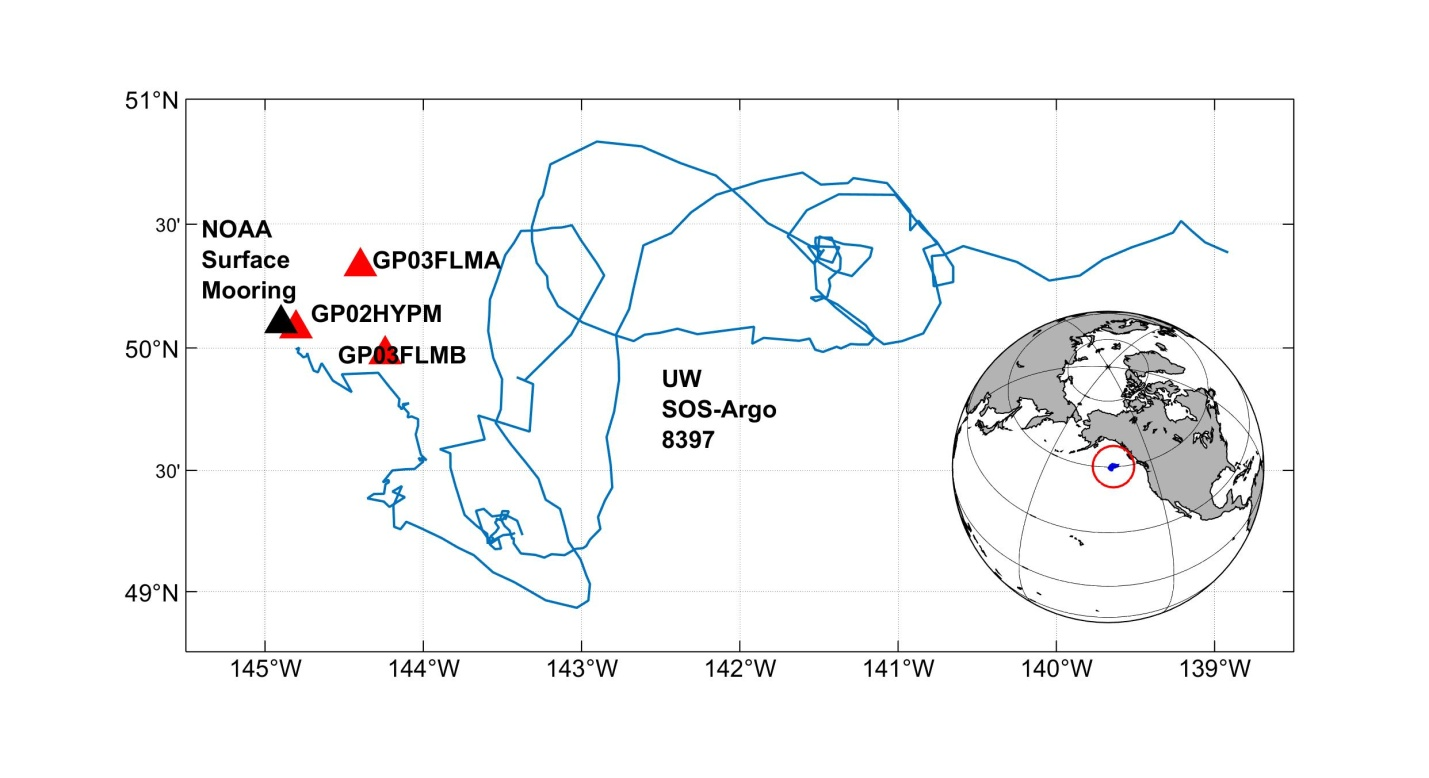 51°N
30'
50°N
30'
49°N
NOAA
Surface
Mooring
GP03FLMA
GP02HYPM
GP03FLMB
UW
SOS-Argo
8397
145°W 144°W 143°W 142°W 141°W 140°W 139°W